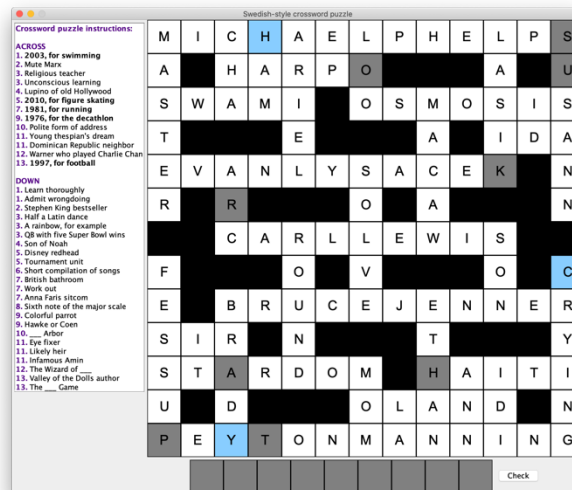 Swedish-style crossword puzzle
Crossword puzzle instructions:
ACROSS
1. 2003, for swimming
2. Mute Marx
3. Religious teacher
3. Unconscious learning
4. Lupino of old Hollywood
5. 2010, for figure skating
7. 1981, for running
9. 1976, for the decathlon
10. Polite form of address
11. Young thespian's dream
11. Dominican Republic neighbor
12. Warner who played Charlie Chan
13. 1997, for football
DOWN
1. Learn thoroughly
1. Admit wrongdoing
2. Stephen King bestseller
3. Half a Latin dance
3. A rainbow, for example
3. QB with five Super Bowl wins
4. Son of Noah
5. Disney redhead
5. Tournament unit
6. Short compilation of songs
7. British bathroom
7. Work out
7. Anna Faris sitcom
8. Sixth note of the major scale
9. Colorful parrot
9. Hawke or Coen
10. ___ Arbor
11. Eye fixer
11. Likely heir
11. Infamous Amin
12. The Wizard of ___
13. Valley of the Dolls author
13. The ___ Game
M I C H A E L P H E L P S
A H A R P O A U
S W A M I O S M O S I S
T E A I D A
E V A N L Y S A C E K N
R R O A N
C A R L L E W I S
F O V O C
E B R U C E J E N N E R
S I R N T Y
S T A R D O M H A I T I
U D O L A N D N
P E Y T O N M A N N I N G
Check